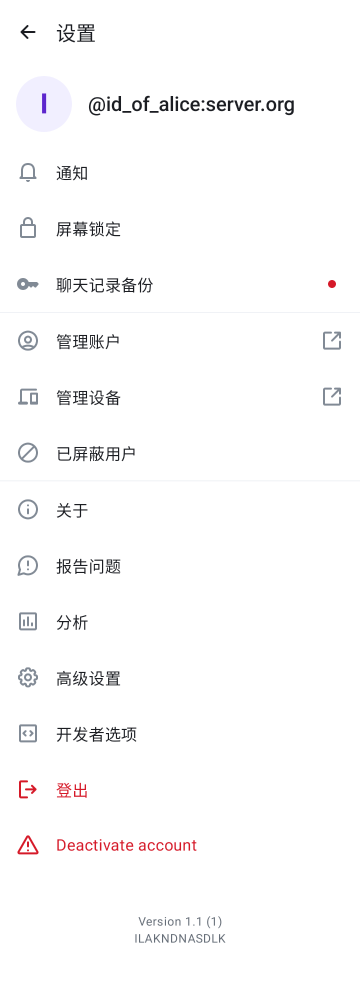 设置
I
@id_of_alice:server.org
通知
屏幕锁定
聊天记录备份
管理账户
管理设备
已屏蔽用户
关于
报告问题
分析
高级设置
开发者选项
登出
Deactivate account
Version 1.1 (1)
ILAKNDNASDLK